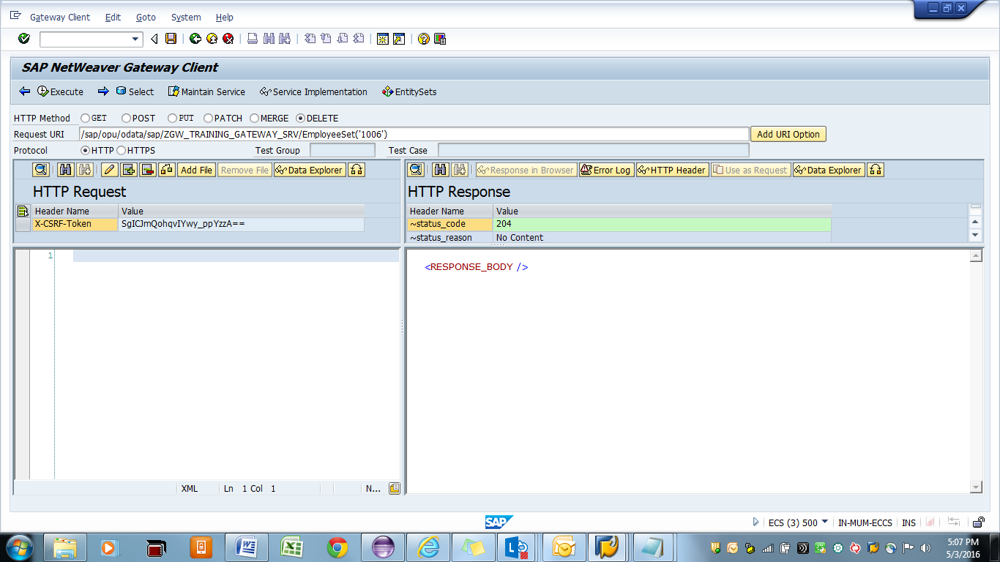 Gateway Client Edit Goto System Help
SAP NetWeaver Gateway Client
Execute Select Maintain Service Service Implementation EntitySets
HTTP Method GET POST PUT PATCH MERGE DELETE
Request URI /sap/opu/odata/sap/ZGW_TRAINING_GATEWAY_SRV/EmployeeSet('1006') Add URI Option
Protocol HTTP HTTPS Test Group Test Case
Add File Remove File Data Explorer Response in Browser Error Log HTTP Header Use as Request Data Explorer
HTTP Request HTTP Response
Header Name Value Header Name Value
X-CSRF-Token SgICJmQohqvIYwy_ppYzzA== ~status_code 204
~status_reason No Content
1
<RESPONSE_BODY />
XML Ln 1 Col 1 N...
SAP ECS (3) 500 IN-MUM-ECCS INS
5:07 PM
5/3/2016